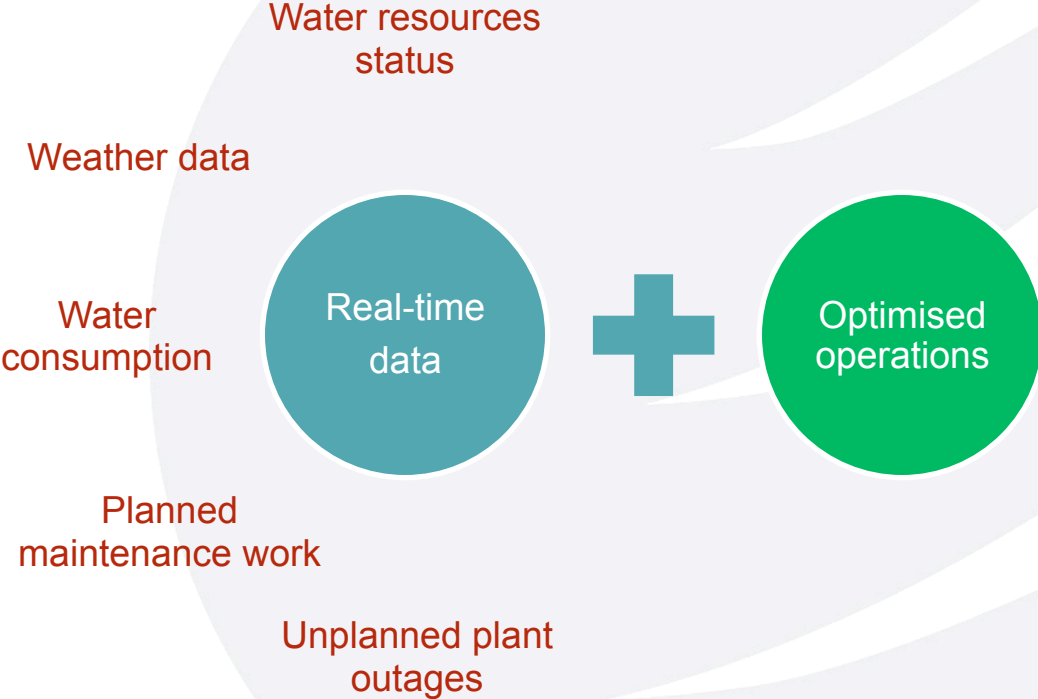 Water resources
status
Weather data
Water
consumption
Real-time
data
Optimised
operations
Planned
maintenance work
Unplanned plant
outages